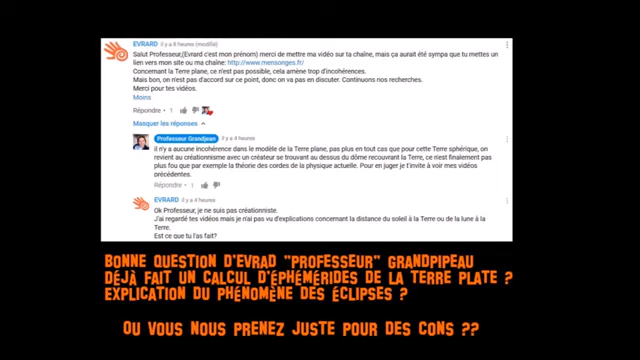 EVRARD il y a 8 heures (modifié)
Salut Professeur,(Evrard c'est mon prénom) merci de mettre ma vidéo sur ta chaîne, mais ça aurait été sympa que tu mettes un
lien vers mon site ou ma chaîne: http://www.mensonges.fr/
Concernant la Terre plane, ce n'est pas possible, cela amène trop d'incohérences.
Mais bon, on n'est pas d'accord sur ce point, donc on va pas en discuter. Continuons nos recherches.
Merci pour tes vidéos.
Moins
Répondre • 1
Masquer les réponses
Professeur Grandjean il y a 4 heures
il n'y a aucune incohérence dans le modèle de la Terre plane, pas plus en tout cas que pour cette Terre sphérique, on
revient au créationnisme avec un créateur se trouvant au dessus du dôme recouvrant la Terre, ce n'est finalement pas
plus fou que par exemple la théorie des cordes de la physique actuelle. Pour en juger je t'invite à voir mes vidéos
précédentes.
Répondre • 1
EVRARD il y a 4 heures
Ok Professeur, je ne suis pas créationniste.
J'ai regardé tes vidéos mais je n'ai pas vu d'explications concernant la distance du soleil à la Terre ou de la lune à la
Terre.
Est ce que tu l'as fait?
BONNE QUESTION D'EVRAD "PROFESSEUR" GRANDPIPEAU
DÉJÀ FAIT UN CALCUL D'ÉPHÉMÉRIDES DE LA TERRE PLATE ?
EXPLICATION DU PHÉNOMÈNE DES ÉCLIPSES ?
OU VOUS NOUS PRENEZ JUSTE POUR DES CONS ??